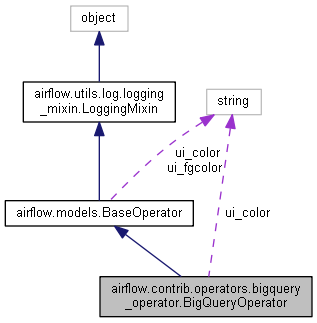 object
airflow.utils.log.logging
_mixin.LoggingMixin
string
ui_color
ui_fgcolor
airflow.models.BaseOperator
ui_color
airflow.contrib.operators.bigquery
_operator.BigQueryOperator